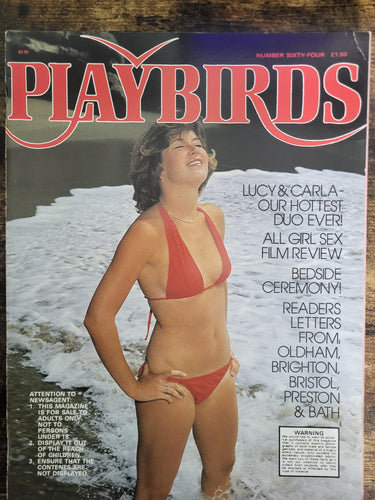 NUMBER SIXTY-FOUR £1.50
PLAYBIRDS
LUCY & CARLA-
OUR HOTTEST
DUO EVER!
ALL GIRL SEX
FILM REVIEW
BEDSIDE
CEREMONY!
READERS
LETTERS
FROM,
OLDHAM,
BRIGHTON,
BRISTOL,
PRESTON
& BATH
ATTENTION TO
NEWSAGENT
1. THIS MAGAZINE
IS FOR SALE TO
ADULTS ONLY.
NOT TO
PERSONS
UNDER 18.
2. DISPLAY IT OUT
OF THE REACH
OF CHILDREN.
3. ENSURE THAT THE
CONTENTS ARE
NOT DISPLAYED.
WARNING